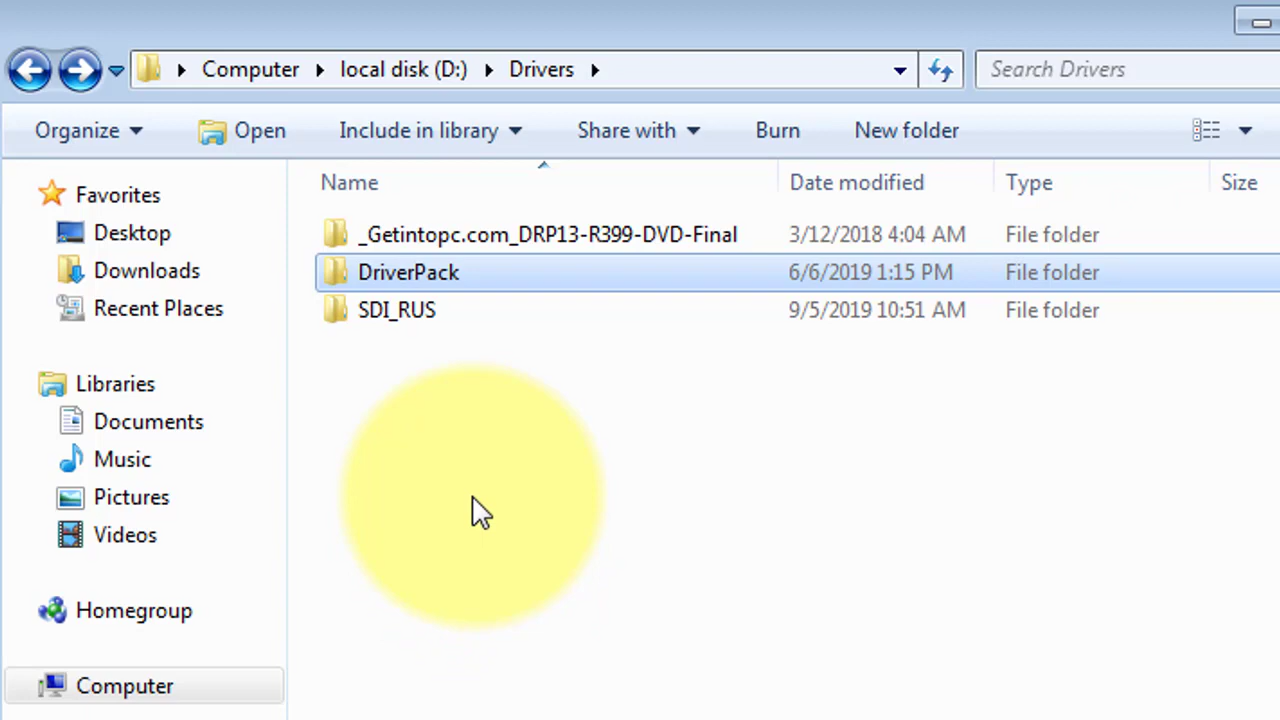 Computer local disk (D:) Drivers Search Drivers
Organize Open Include in library Share with Burn New folder
Name Date modified Type Size
Favorites
Desktop
Downloads
Recent Places
Libraries
Documents
Music
Pictures
Videos
Homegroup
Computer
_Getintopc.com_DRP13-R399-DVD-Final 3/12/2018 4:04 AM File folder
DriverPack 6/6/2019 1:15 PM File folder
SDI_RUS 9/5/2019 10:51 AM File folder